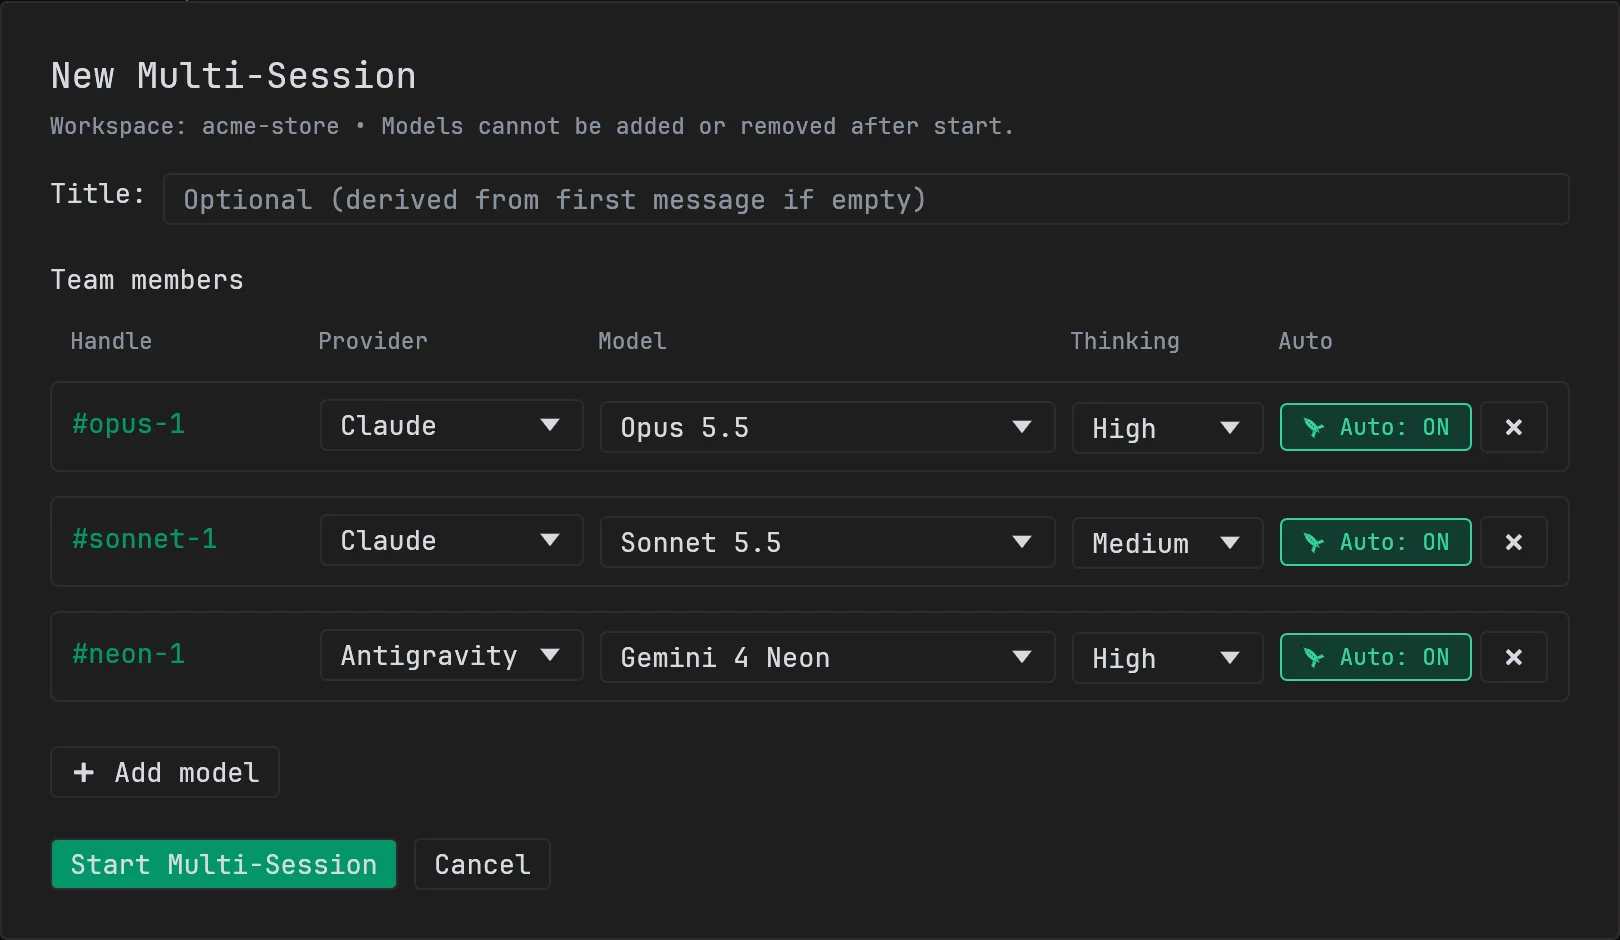 New Multi-Session
Workspace: acme-store • Models cannot be added or removed after start.
Title: Optional (derived from first message if empty)
Team members
Handle Provider Model Thinking Auto
#opus-1 Claude Opus 5.5 High Auto: ON
#sonnet-1 Claude Sonnet 5.5 Medium Auto: ON
#neon-1 Antigravity Gemini 4 Neon High Auto: ON
+ Add model
Start Multi-Session Cancel